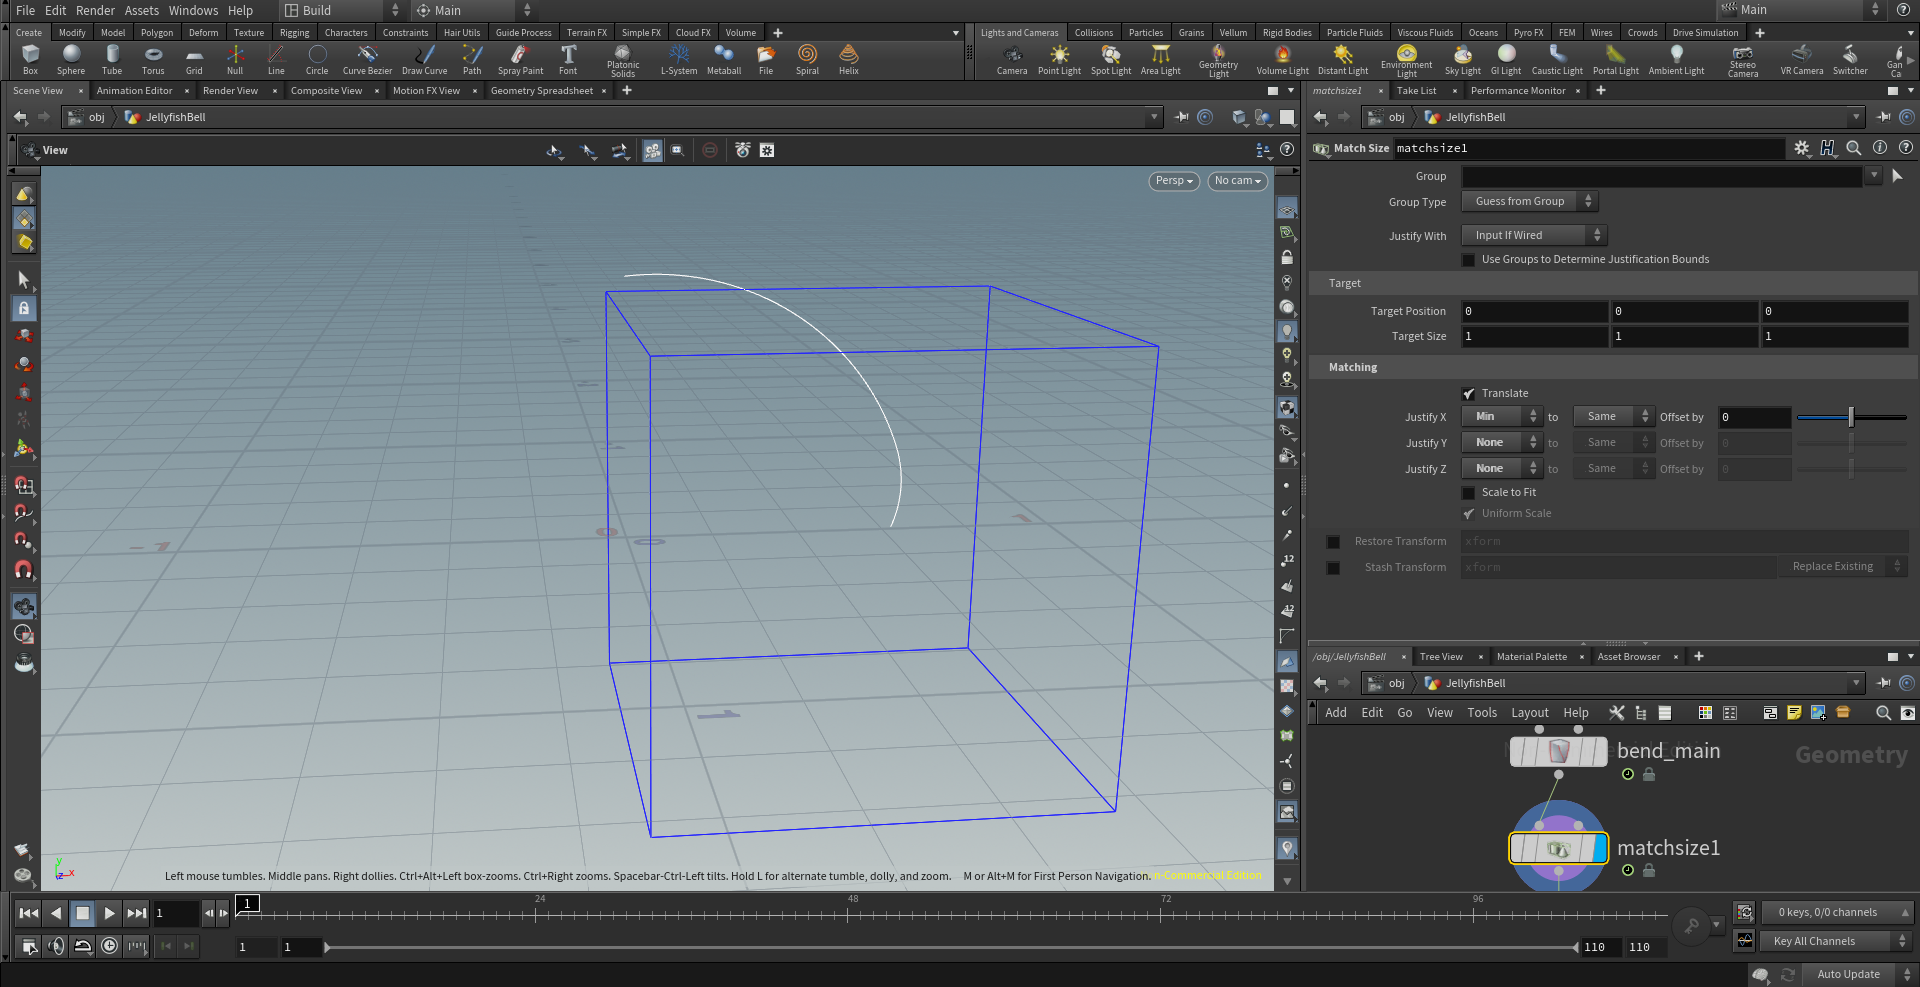 File Edit Render Assets Windows Help Build Main Main
Create Modify Model Polygon Deform Texture Rigging Characters Constraints Hair Utils Guide Process Terrain FX Simple FX Cloud FX Volume
Lights and Cameras Collisions Particles Grains Vellum Rigid Bodies Particle Fluids Viscous Fluids Oceans Pyro FX FEM Wires Crowds Drive Simulation
Box Sphere Tube Torus Grid Null Line Circle Curve Bezier Draw Curve Path Spray Paint Font Platonic Solids L-System Metaball File Spiral Helix
Camera Point Light Spot Light Area Light Geometry Light Volume Light Distant Light Environment Light Sky Light GI Light Caustic Light Portal Light Ambient Light Stereo Camera VR Camera Switcher Gan Ca
Scene View Animation Editor Render View Composite View Motion FX View Geometry Spreadsheet
matchsize1 Take List Performance Monitor
obj JellyfishBell
obj JellyfishBell
View
Match Size matchsize1
Persp No cam
Group
Group Type Guess from Group
Justify With Input If Wired
Use Groups to Determine Justification Bounds
Target
Target Position 0 0 0
Target Size 1 1 1
Matching
Translate
Justify X Min to Same Offset by 0
Justify Y None to Same Offset by 0
Justify Z None to Same Offset by 0
Scale to Fit
Uniform Scale
Restore Transform xform
Stash Transform xform Replace Existing
-1 0 0 1
1
/obj/JellyfishBell Tree View Material Palette Asset Browser
obj JellyfishBell
Add Edit Go View Tools Layout Help
bend_main
Geometry
matchsize1
Left mouse tumbles. Middle pans. Right dollies. Ctrl+Alt+Left box-zooms. Ctrl+Right zooms. Spacebar-Ctrl-Left tilts. Hold L for alternate tumble, dolly, and zoom. M or Alt+M for First Person Navigation.
n-Commercial Edition
y
z x
12
12
1 1 24 48 72 96
0 keys, 0/0 channels
1 1 110 110
Key All Channels
Auto Update